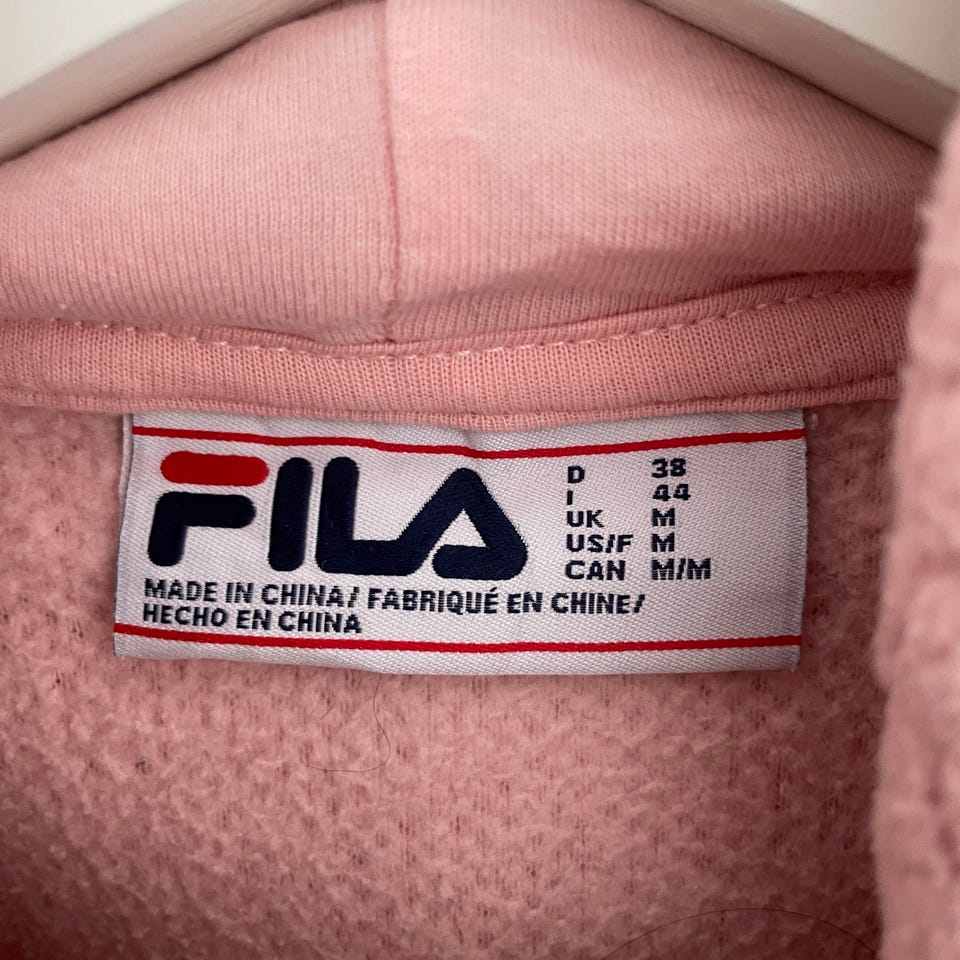 FILA
D 38
I 44
UK M
US/F M
CAN M/M
MADE IN CHINA/ FABRIQUÉ EN CHINE/
HECHO EN CHINA